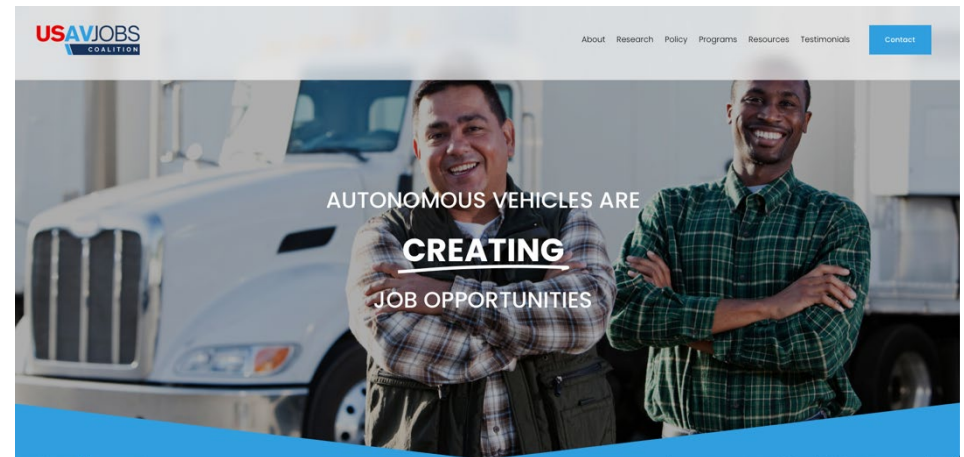 USAVJOBS
COALITION
About Research Policy Programs Resources Testimonials Contact
AUTONOMOUS VEHICLES ARE
CREATING
JOB OPPORTUNITIES